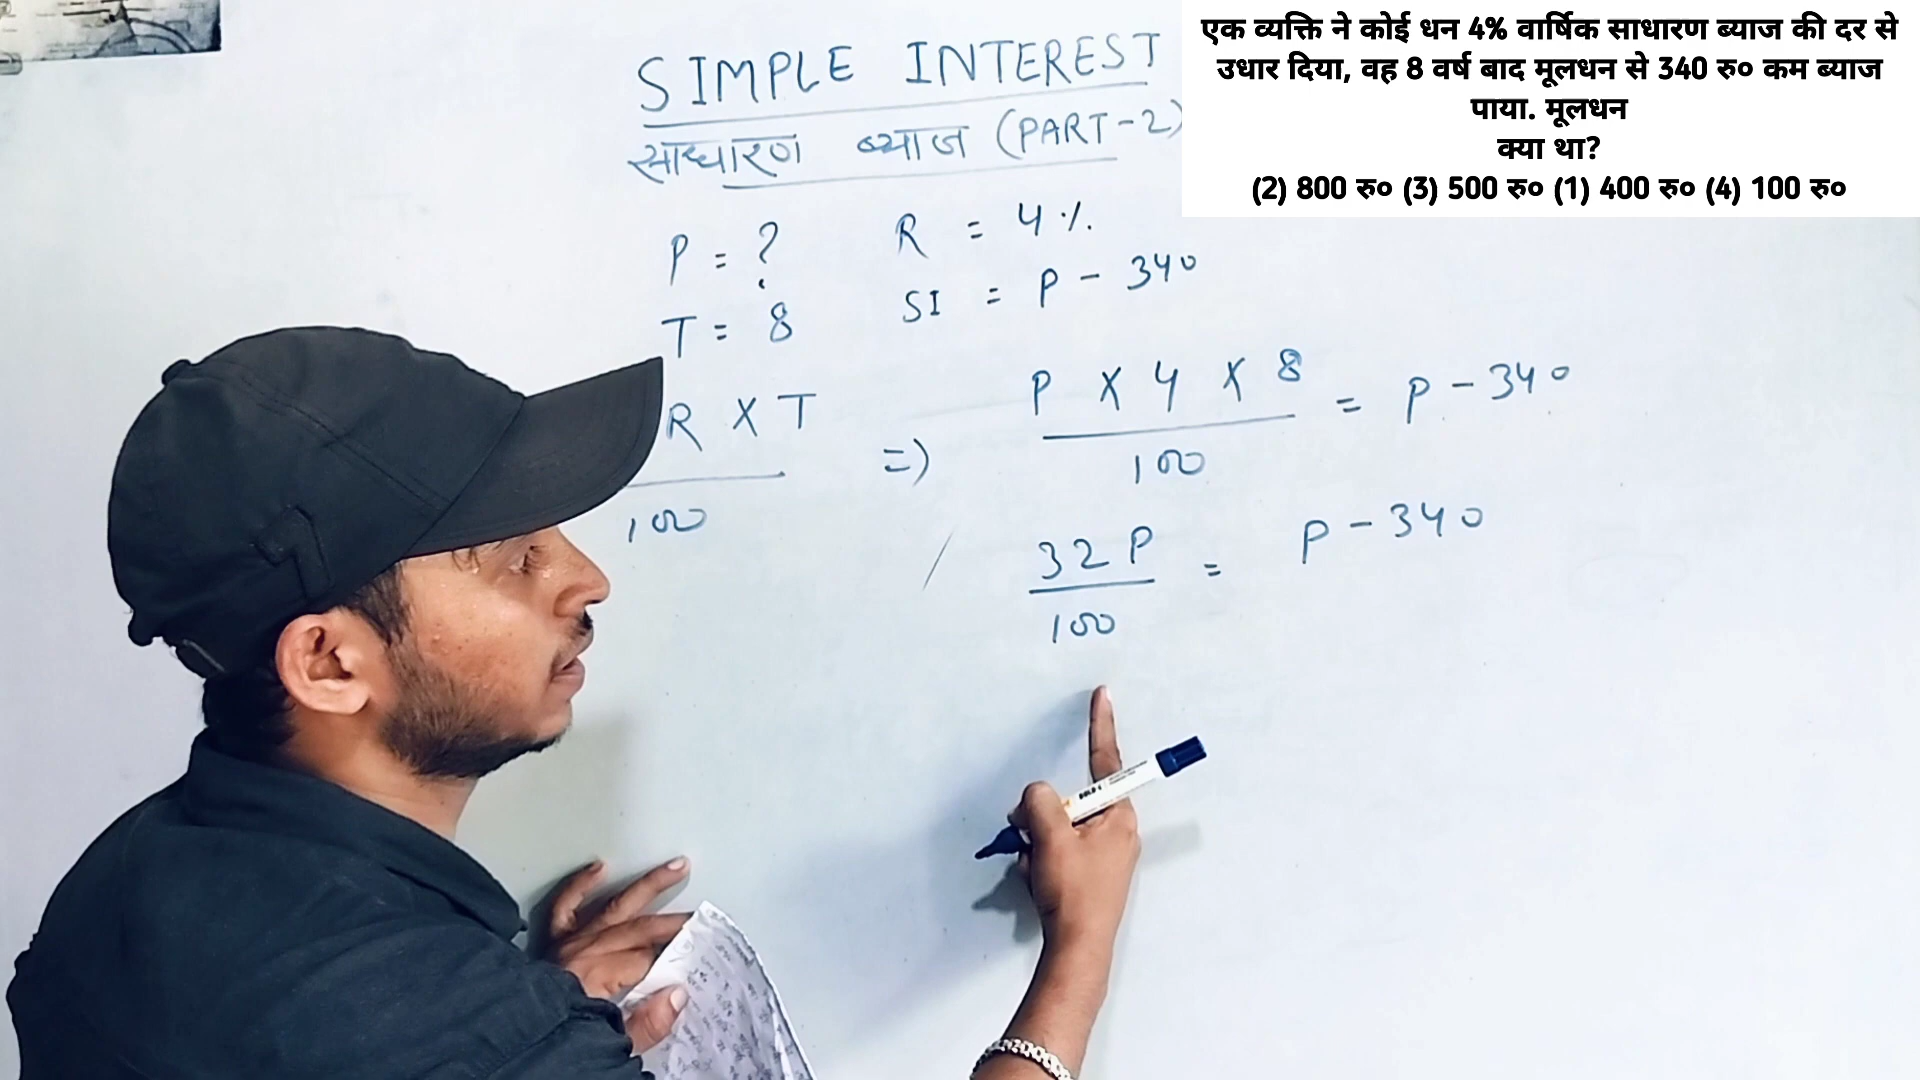 SIMPLE INTEREST
साधारण ब्याज (PART-2)
एक व्यक्ति ने कोई धन 4% वार्षिक साधारण ब्याज की दर से
उधार दिया, वह 8 वर्ष बाद मूलधन से 340 रु० कम ब्याज
पाया. मूलधन
क्या था?
(2) 800 रु० (3) 500 रु० (1) 400 रु० (4) 100 रु०
P = ? R = 4 %
T = 8 SI = P - 340
R X T
100
=)
P X 4 X 8 = P - 340
100
32 P = P - 340
100